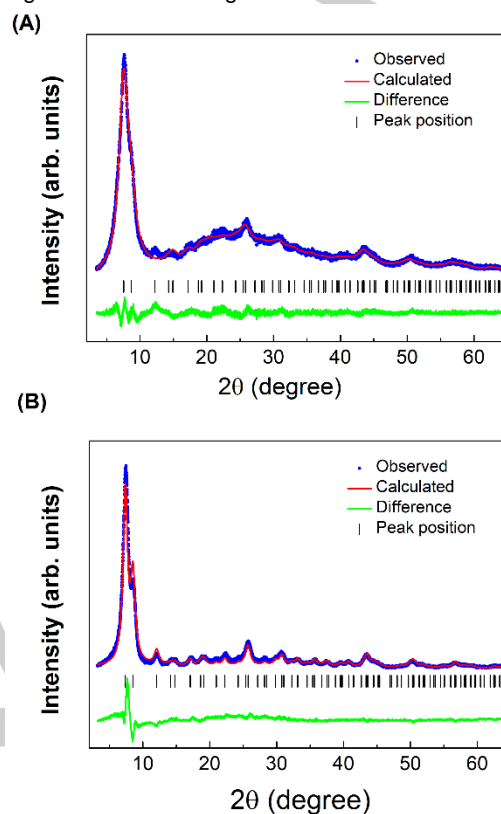 (A)
Observed
Calculated
Difference
Peak position
Intensity (arb. units)
10 20 30 40 50 60
2θ (degree)
(B)
Observed
Calculated
Difference
Peak position
Intensity (arb. units)
10 20 30 40 50 60
2θ (degree)